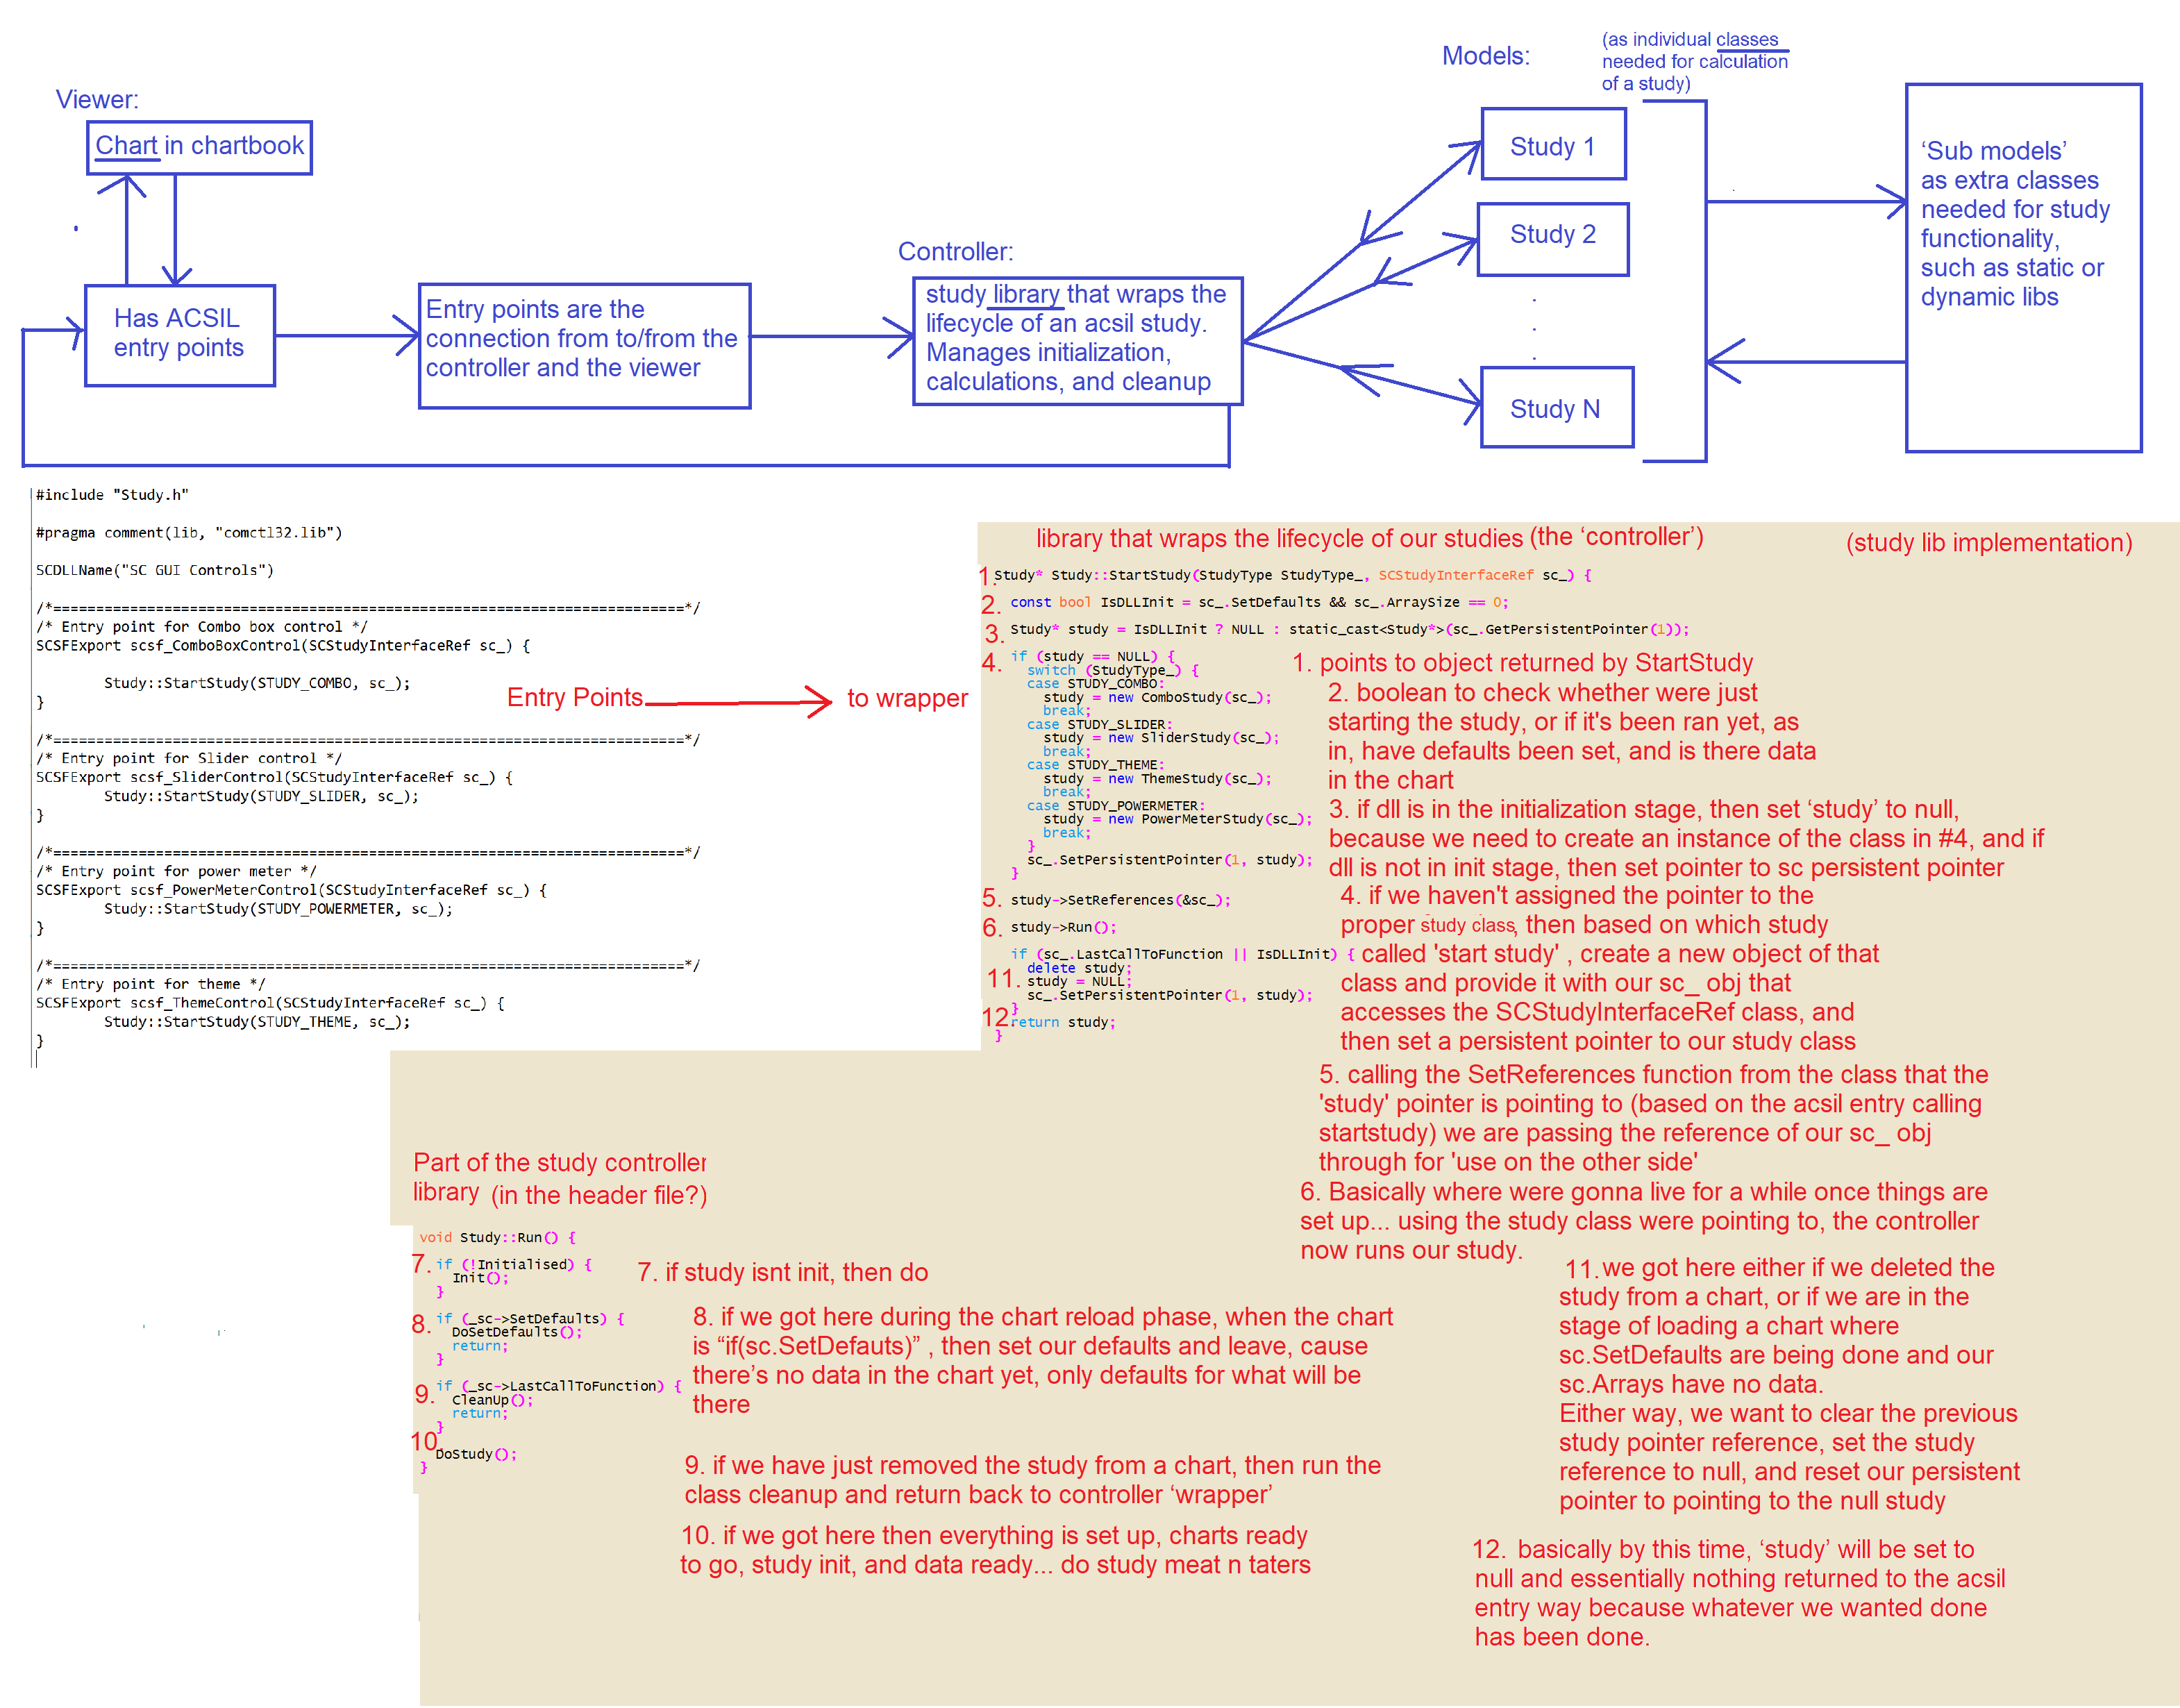 Viewer:
Chart in chartbook
Has ACSIL
entry points
Entry points are the
connection from to/from the
controller and the viewer
Controller:
study library that wraps the
lifecycle of an acsil study.
Manages initialization,
calculations, and cleanup
Models:
(as individual classes
needed for calculation
of a study)
Study 1
Study 2
.
.
.
Study N
‘Sub models’
as extra classes
needed for study
functionality,
such as static or
dynamic libs
#include "Study.h"
#pragma comment(lib, "comctl32.lib")
SCDLLName("SC GUI Controls")
/*===========================================================================*/
/* Entry point for Combo box control */
SCSFExport scsf_ComboBoxControl(SCStudyInterfaceRef sc_) {
Study::StartStudy(STUDY_COMBO, sc_);
}
/*===========================================================================*/
/* Entry point for Slider control */
SCSFExport scsf_SliderControl(SCStudyInterfaceRef sc_) {
Study::StartStudy(STUDY_SLIDER, sc_);
}
/*===========================================================================*/
/* Entry point for power meter */
SCSFExport scsf_PowerMeterControl(SCStudyInterfaceRef sc_) {
Study::StartStudy(STUDY_POWERMETER, sc_);
}
/*===========================================================================*/
/* Entry point for theme */
SCSFExport scsf_ThemeControl(SCStudyInterfaceRef sc_) {
Study::StartStudy(STUDY_THEME, sc_);
}
Entry Points
to wrapper
library that wraps the lifecycle of our studies (the ‘controller’)
(study lib implementation)
1. Study* Study::StartStudy(StudyType StudyType_, SCStudyInterfaceRef sc_) {
2. const bool IsDLLInit = sc_.SetDefaults && sc_.ArraySize == 0;
3. Study* study = IsDLLInit ? NULL : static_cast<Study*>(sc_.GetPersistentPointer(1));
4. if (study == NULL) {
switch (StudyType_) {
case STUDY_COMBO:
study = new ComboStudy(sc_);
break;
case STUDY_SLIDER:
study = new SliderStudy(sc_);
break;
case STUDY_THEME:
study = new ThemeStudy(sc_);
break;
case STUDY_POWERMETER:
study = new PowerMeterStudy(sc_);
break;
}
sc_.SetPersistentPointer(1, study);
}
5. study->SetReferences(&sc_);
6. study->Run();
if (sc_.LastCallToFunction || IsDLLInit) {
delete study;
11. study = NULL;
sc_.SetPersistentPointer(1, study);
}
12. return study;
}
1. points to object returned by StartStudy
2. boolean to check whether were just
starting the study, or if it's been ran yet, as
in, have defaults been set, and is there data
in the chart
3. if dll is in the initialization stage, then set ‘study’ to null,
because we need to create an instance of the class in #4, and if
dll is not in init stage, then set pointer to sc persistent pointer
4. if we haven't assigned the pointer to the
proper study class, then based on which study
called 'start study' , create a new object of that
class and provide it with our sc_ obj that
accesses the SCStudyInterfaceRef class, and
then set a persistent pointer to our study class
5. calling the SetReferences function from the class that the
'study' pointer is pointing to (based on the acsil entry calling
startstudy) we are passing the reference of our sc_ obj
through for 'use on the other side'
6. Basically where were gonna live for a while once things are
set up... using the study class were pointing to, the controller
now runs our study.
Part of the study controller
library (in the header file?)
void Study::Run() {
7. if (!Initialised) {
Init();
}
8. if (_sc->SetDefaults) {
DoSetDefaults();
return;
}
9. if (_sc->LastCallToFunction) {
CleanUp();
return;
}
10.
DoStudy();
}
7. if study isnt init, then do
8. if we got here during the chart reload phase, when the chart
is “if(sc.SetDefauts)” , then set our defaults and leave, cause
there’s no data in the chart yet, only defaults for what will be
there
9. if we have just removed the study from a chart, then run the
class cleanup and return back to controller ‘wrapper’
10. if we got here then everything is set up, charts ready
to go, study init, and data ready... do study meat n taters
11. we got here either if we deleted the
study from a chart, or if we are in the
stage of loading a chart where
sc.SetDefaults are being done and our
sc.Arrays have no data.
Either way, we want to clear the previous
study pointer reference, set the study
reference to null, and reset our persistent
pointer to pointing to the null study
12. basically by this time, ‘study’ will be set to
null and essentially nothing returned to the acsil
entry way because whatever we wanted done
has been done.